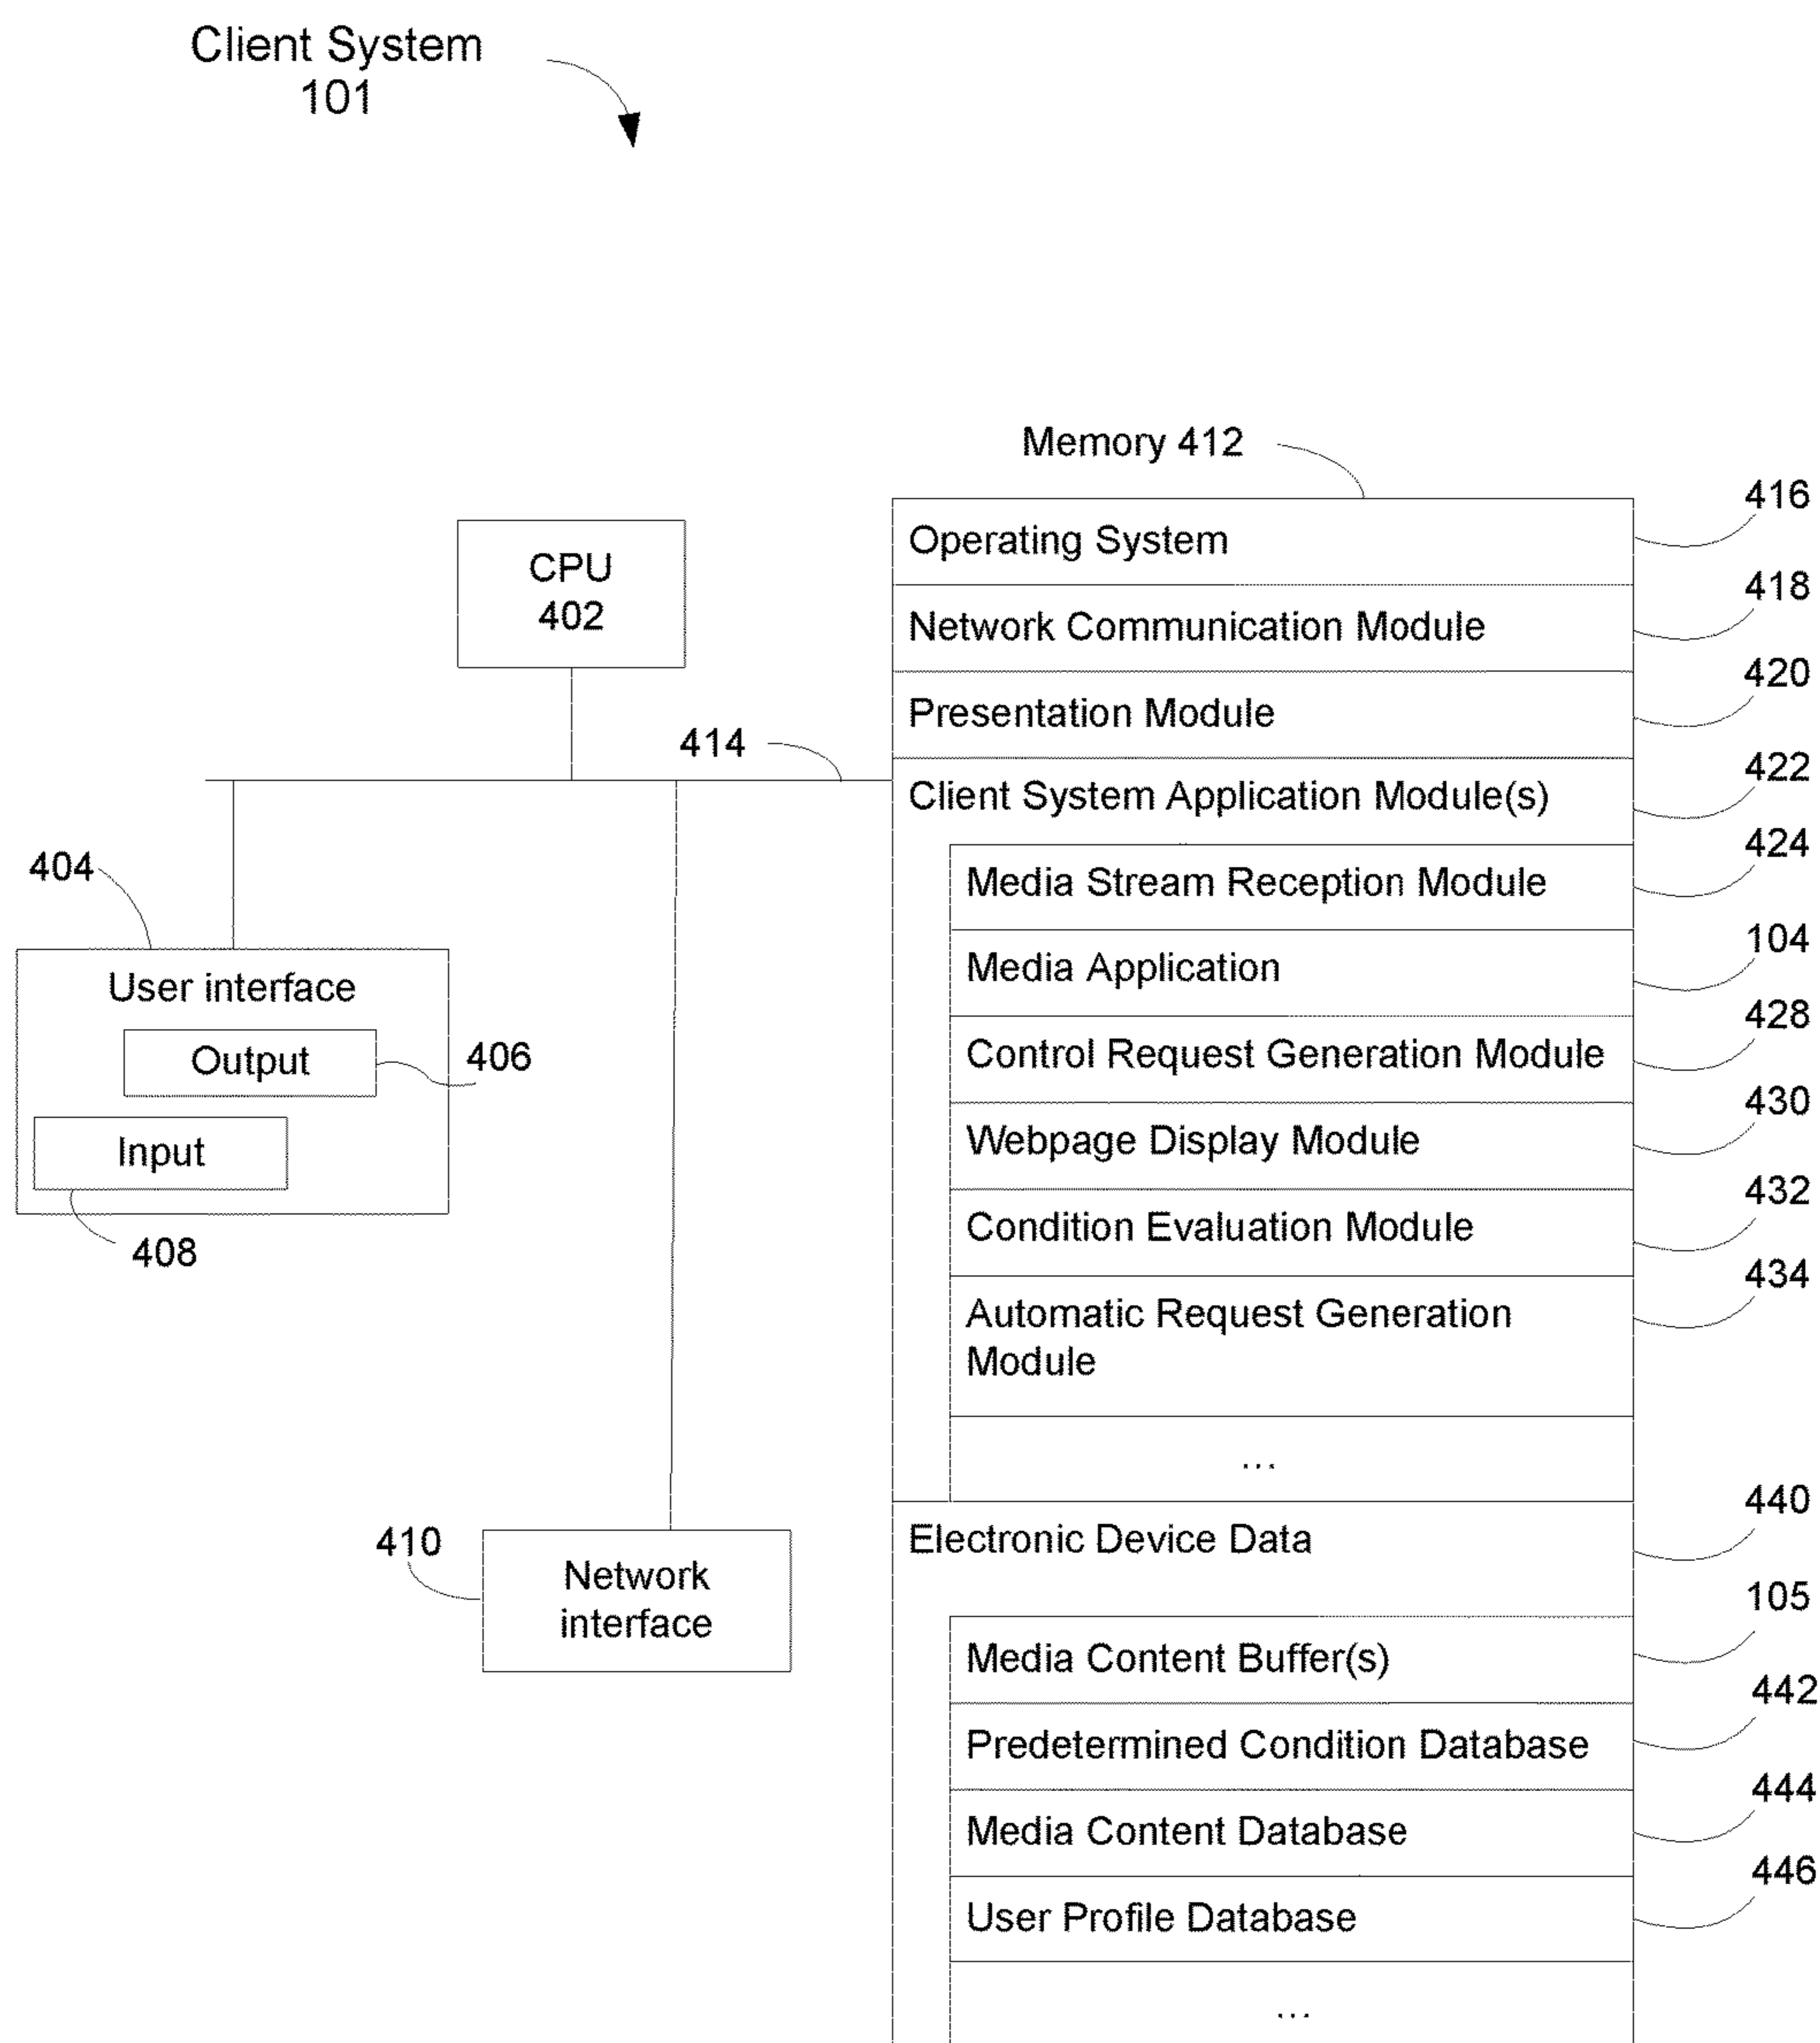 Client System
101
Memory 412
CPU
402
414
404
User interface
Output
406
Input
408
410
Network
interface
Operating System
416
Network Communication Module
418
Presentation Module
420
Client System Application Module(s)
422
Media Stream Reception Module
424
Media Application
104
Control Request Generation Module
428
Webpage Display Module
430
Condition Evaluation Module
432
Automatic Request Generation
Module
434
...
Electronic Device Data
440
Media Content Buffer(s)
105
Predetermined Condition Database
442
Media Content Database
444
User Profile Database
446
...